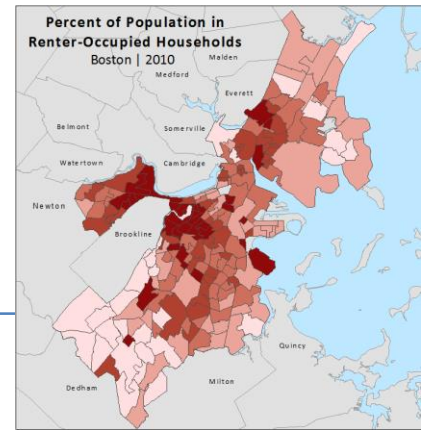 Percent of Population in
Renter-Occupied Households
Boston | 2010
Malden
Medford
Everett
Belmont
Somerville
Watertown
Cambridge
Newton
Brookline
Quincy
Milton
Dedham